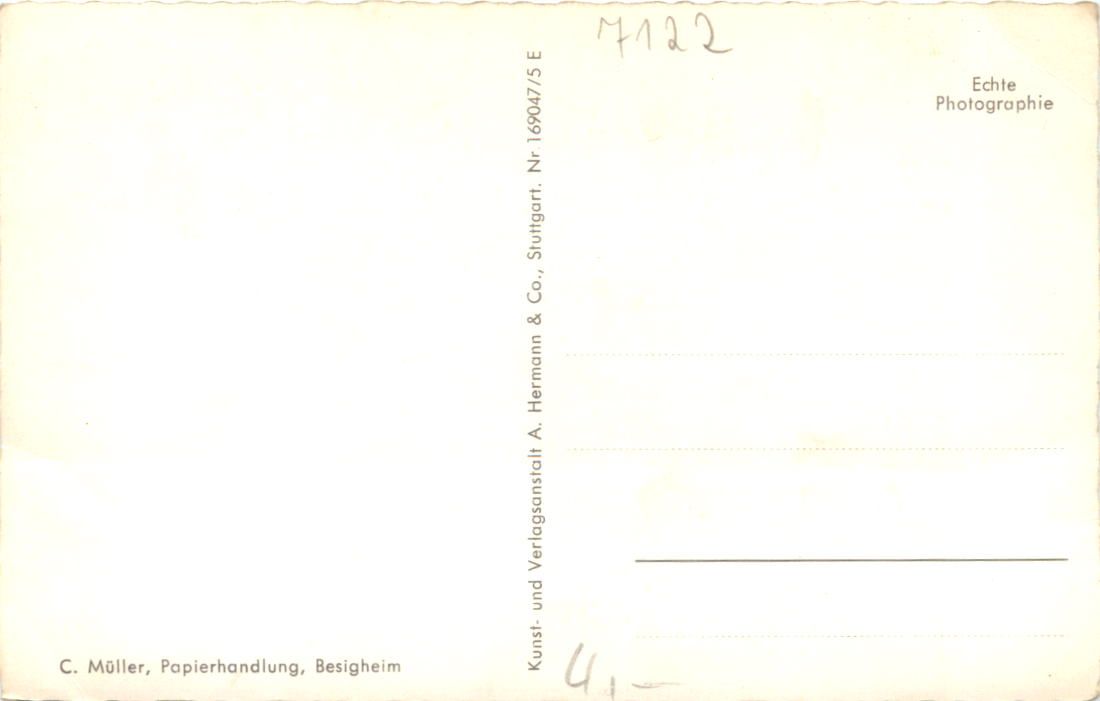 7122
Echte
Photographie
Kunst- und Verlagsanstalt A. Hermann & Co., Stuttgart. Nr. 169047/5 E
C. Müller, Papierhandlung, Besigheim
4,–